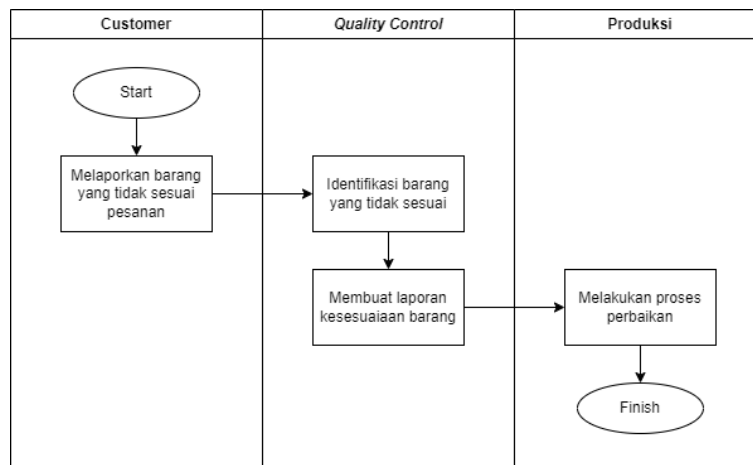 Customer
Quality Control
Produksi
Start
Melaporkan barang
yang tidak sesuai
pesanan
Identifikasi barang
yang tidak sesuai
Membuat laporan
kesesuaiaan barang
Melakukan proses
perbaikan
Finish